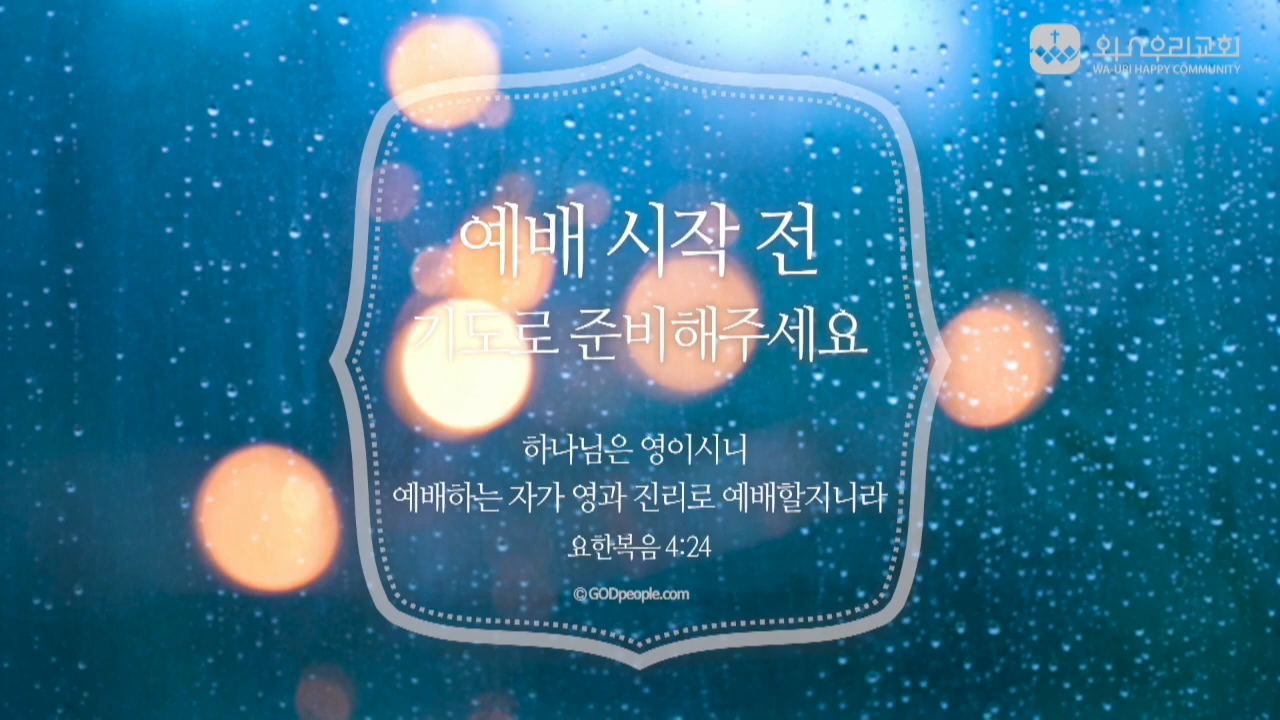 와우리교회
WA-URI HAPPY COMMUNITY
예배 시작 전
기도로 준비해주세요
하나님은 영이시니
예배하는 자가 영과 진리로 예배할지니라
요한복음 4:24
© GODpeople.com